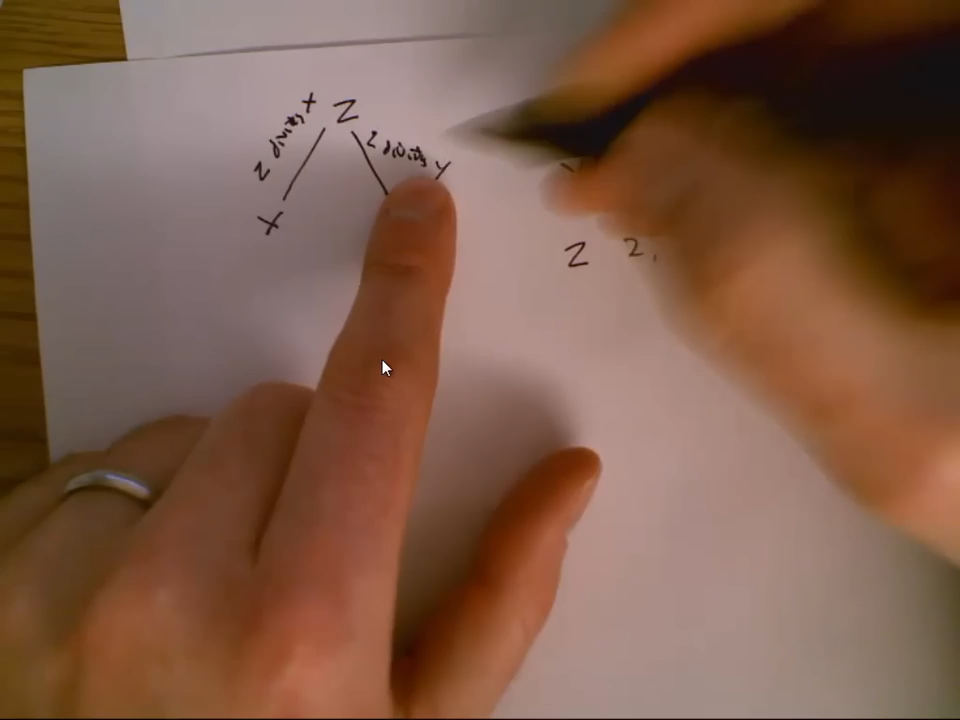 Z
Z divides X
Z divides Y
X
Z Z,